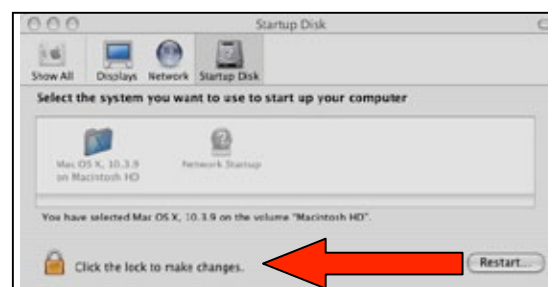 Startup Disk
Show All Displays Network Startup Disk
Select the system you want to use to start up your computer
Mac OS X, 10.3.9 Network Startup
on Macintosh HD
You have selected Mac OS X, 10.3.9 on the volume "Macintosh HD".
Click the lock to make changes. Restart...